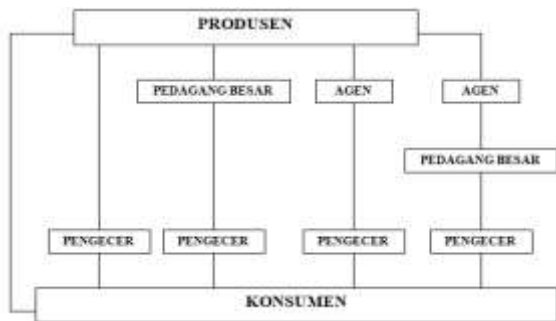 PRODUSEN
PEDAGANG BESAR
AGEN
AGEN
PEDAGANG BESAR
PENGECER
PENGECER
PENGECER
PENGECER
KONSUMEN